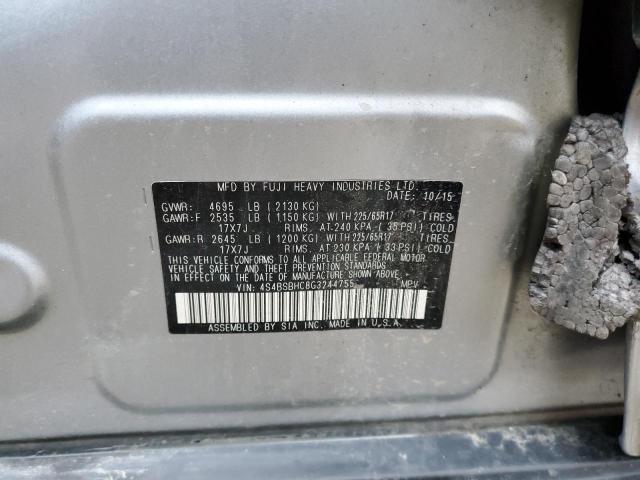 MFD BY FUJI HEAVY INDUSTRIES LTD.
DATE: 10/15
GVWR: 4695 LB (2130 KG)
GAWR:F 2535 LB (1150 KG) WITH 225/65R17 TIRES
17X7J RIMS, AT 240 KPA (35 PSI) COLD
GAWR:R 2645 LB (1200 KG) WITH 225/65R17 TIRES
17X7J RIMS, AT 230 KPA (33 PSI) COLD
THIS VEHICLE CONFORMS TO ALL APPLICABLE FEDERAL MOTOR
VEHICLE SAFETY AND BUMPER STANDARDS
IN EFFECT ON THE DATE OF MANUFACTURE SHOWN ABOVE.
VIN: 4S4BSBHC8G3244755 MPV
ASSEMBLED BY SIA INC. MADE IN U.S.A.